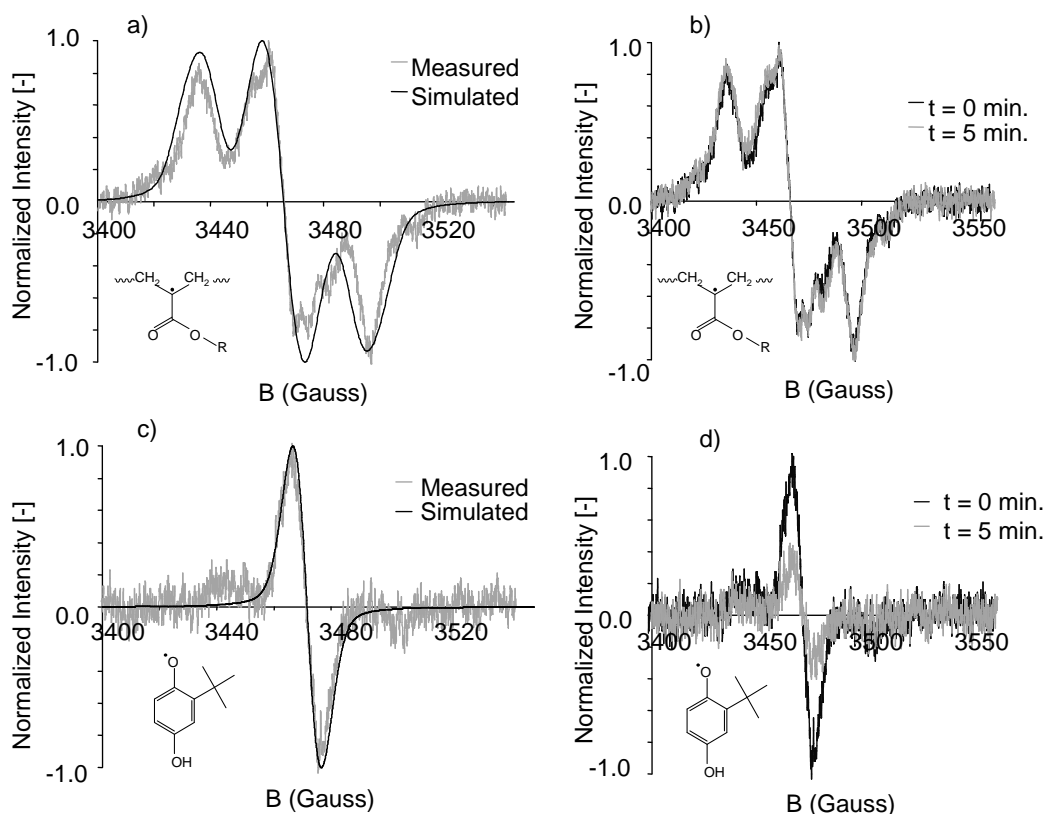 a)
1.0
Measured
Simulated
Normalized Intensity [-]
0.0
3400 3440 3480 3520
CH2 CH2
O
O
R
-1.0
B (Gauss)
b)
1.0
t = 0 min.
t = 5 min.
Normalized Intensity [-]
0.0
3400 3450 3500 3550
CH2 CH2
O
O
R
-1.0
B (Gauss)
c)
1.0
Measured
Simulated
Normalized Intensity [-]
0.0
3400 3440 3480 3520
O
OH
-1.0
B (Gauss)
d)
1.0
t = 0 min.
t = 5 min.
Normalized Intensity [-]
0.0
3400 3450 3500 3550
O
OH
-1.0
B (Gauss)